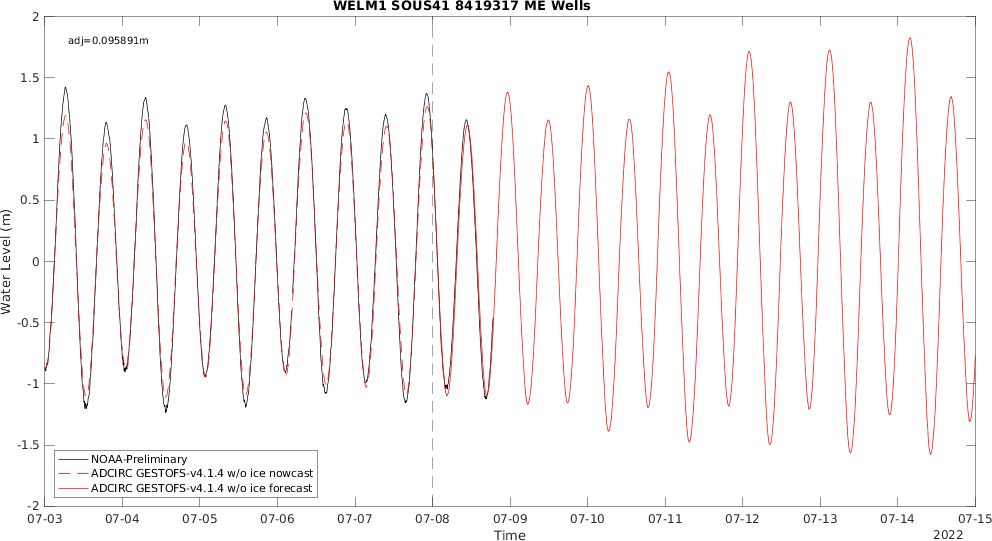 WELM1 SOUS41 8419317 ME Wells
adj=0.095891m
2
1.5
1
0.5
0
-0.5
-1
-1.5
-2
Water Level (m)
NOAA-Preliminary
ADCIRC GESTOFS-v4.1.4 w/o ice nowcast
ADCIRC GESTOFS-v4.1.4 w/o ice forecast
07-03 07-04 07-05 07-06 07-07 07-08 07-09 07-10 07-11 07-12 07-13 07-14 07-15
Time
2022